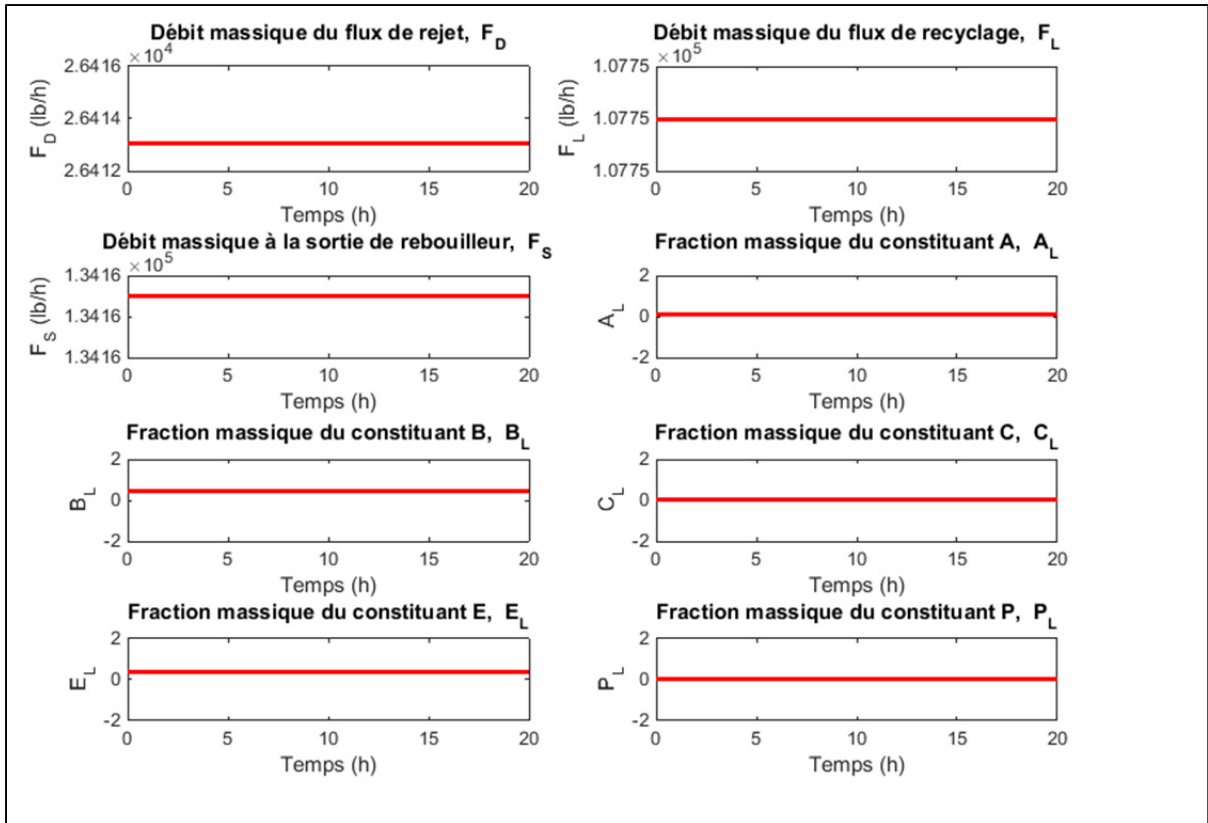 Débit massique du flux de rejet, F_D
×10^4
2.6416
2.6414
2.6412
F_D (lb/h)
0 5 10 15 20
Temps (h)
Débit massique du flux de recyclage, F_L
×10^5
1.0775
1.0775
1.0775
F_L (lb/h)
0 5 10 15 20
Temps (h)
Débit massique à la sortie de rebouilleur, F_S
×10^5
1.3416
1.3416
1.3416
F_S (lb/h)
0 5 10 15 20
Temps (h)
Fraction massique du constituant A, A_L
2
0
-2
A_L
0 5 10 15 20
Temps (h)
Fraction massique du constituant B, B_L
2
0
-2
B_L
0 5 10 15 20
Temps (h)
Fraction massique du constituant C, C_L
2
0
-2
C_L
0 5 10 15 20
Temps (h)
Fraction massique du constituant E, E_L
2
0
-2
E_L
0 5 10 15 20
Temps (h)
Fraction massique du constituant P, P_L
2
0
-2
P_L
0 5 10 15 20
Temps (h)